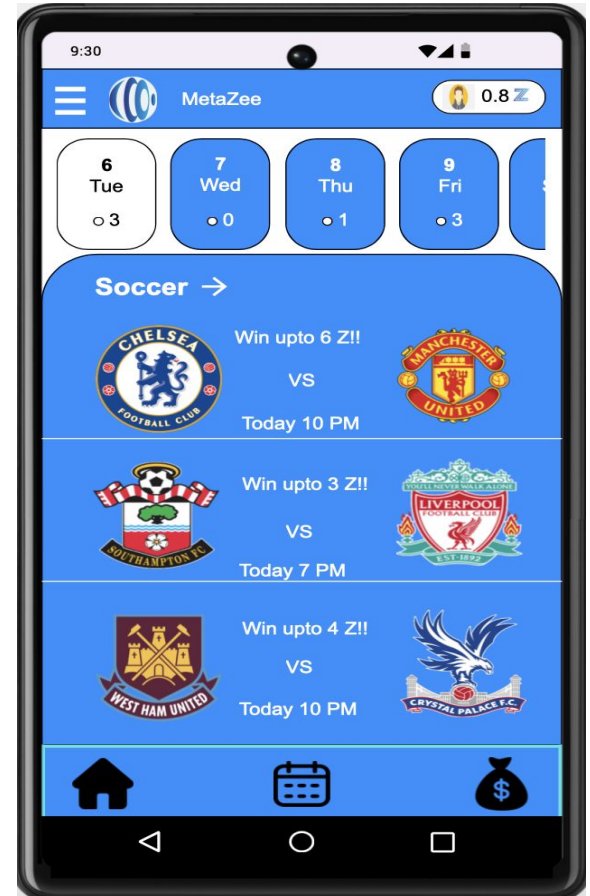 9:30
MetaZee
0.8 Z
6
Tue
3
7
Wed
0
8
Thu
1
9
Fri
3
Soccer →
CHELSEA
FOOTBALL CLUB
Win upto 6 Z!!
VS
Today 10 PM
MANCHESTER
UNITED
SOUTHAMPTON FC
Win upto 3 Z!!
VS
Today 7 PM
YOU'LL NEVER WALK ALONE
LIVERPOOL
FOOTBALL CLUB
EST·1892
WEST HAM UNITED
Win upto 4 Z!!
VS
Today 10 PM
CRYSTAL PALACE F.C.
$